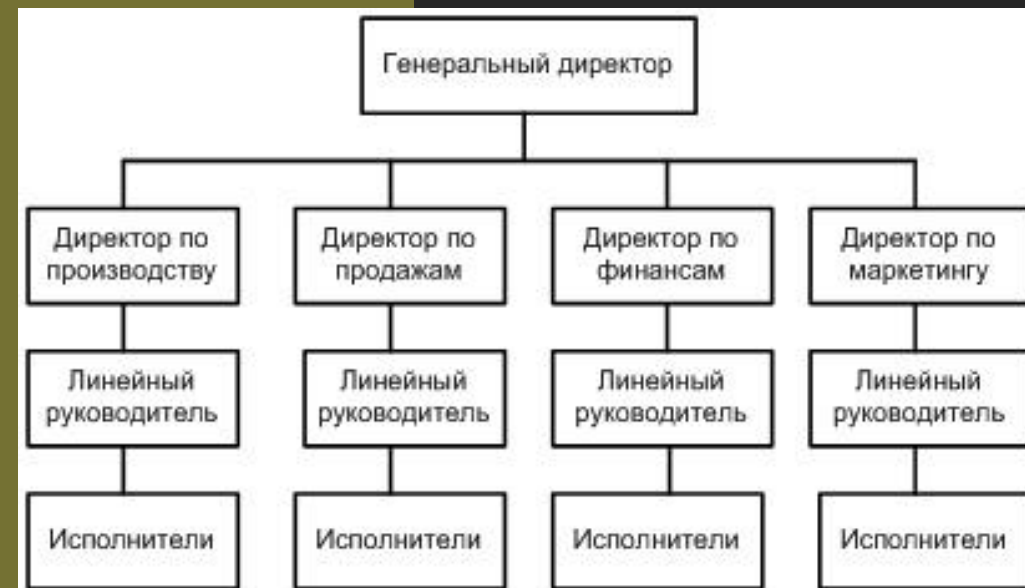 Генеральный директор
Директор по
производству
Директор по
продажам
Директор по
финансам
Директор по
маркетингу
Линейный
руководитель
Линейный
руководитель
Линейный
руководитель
Линейный
руководитель
Исполнители
Исполнители
Исполнители
Исполнители